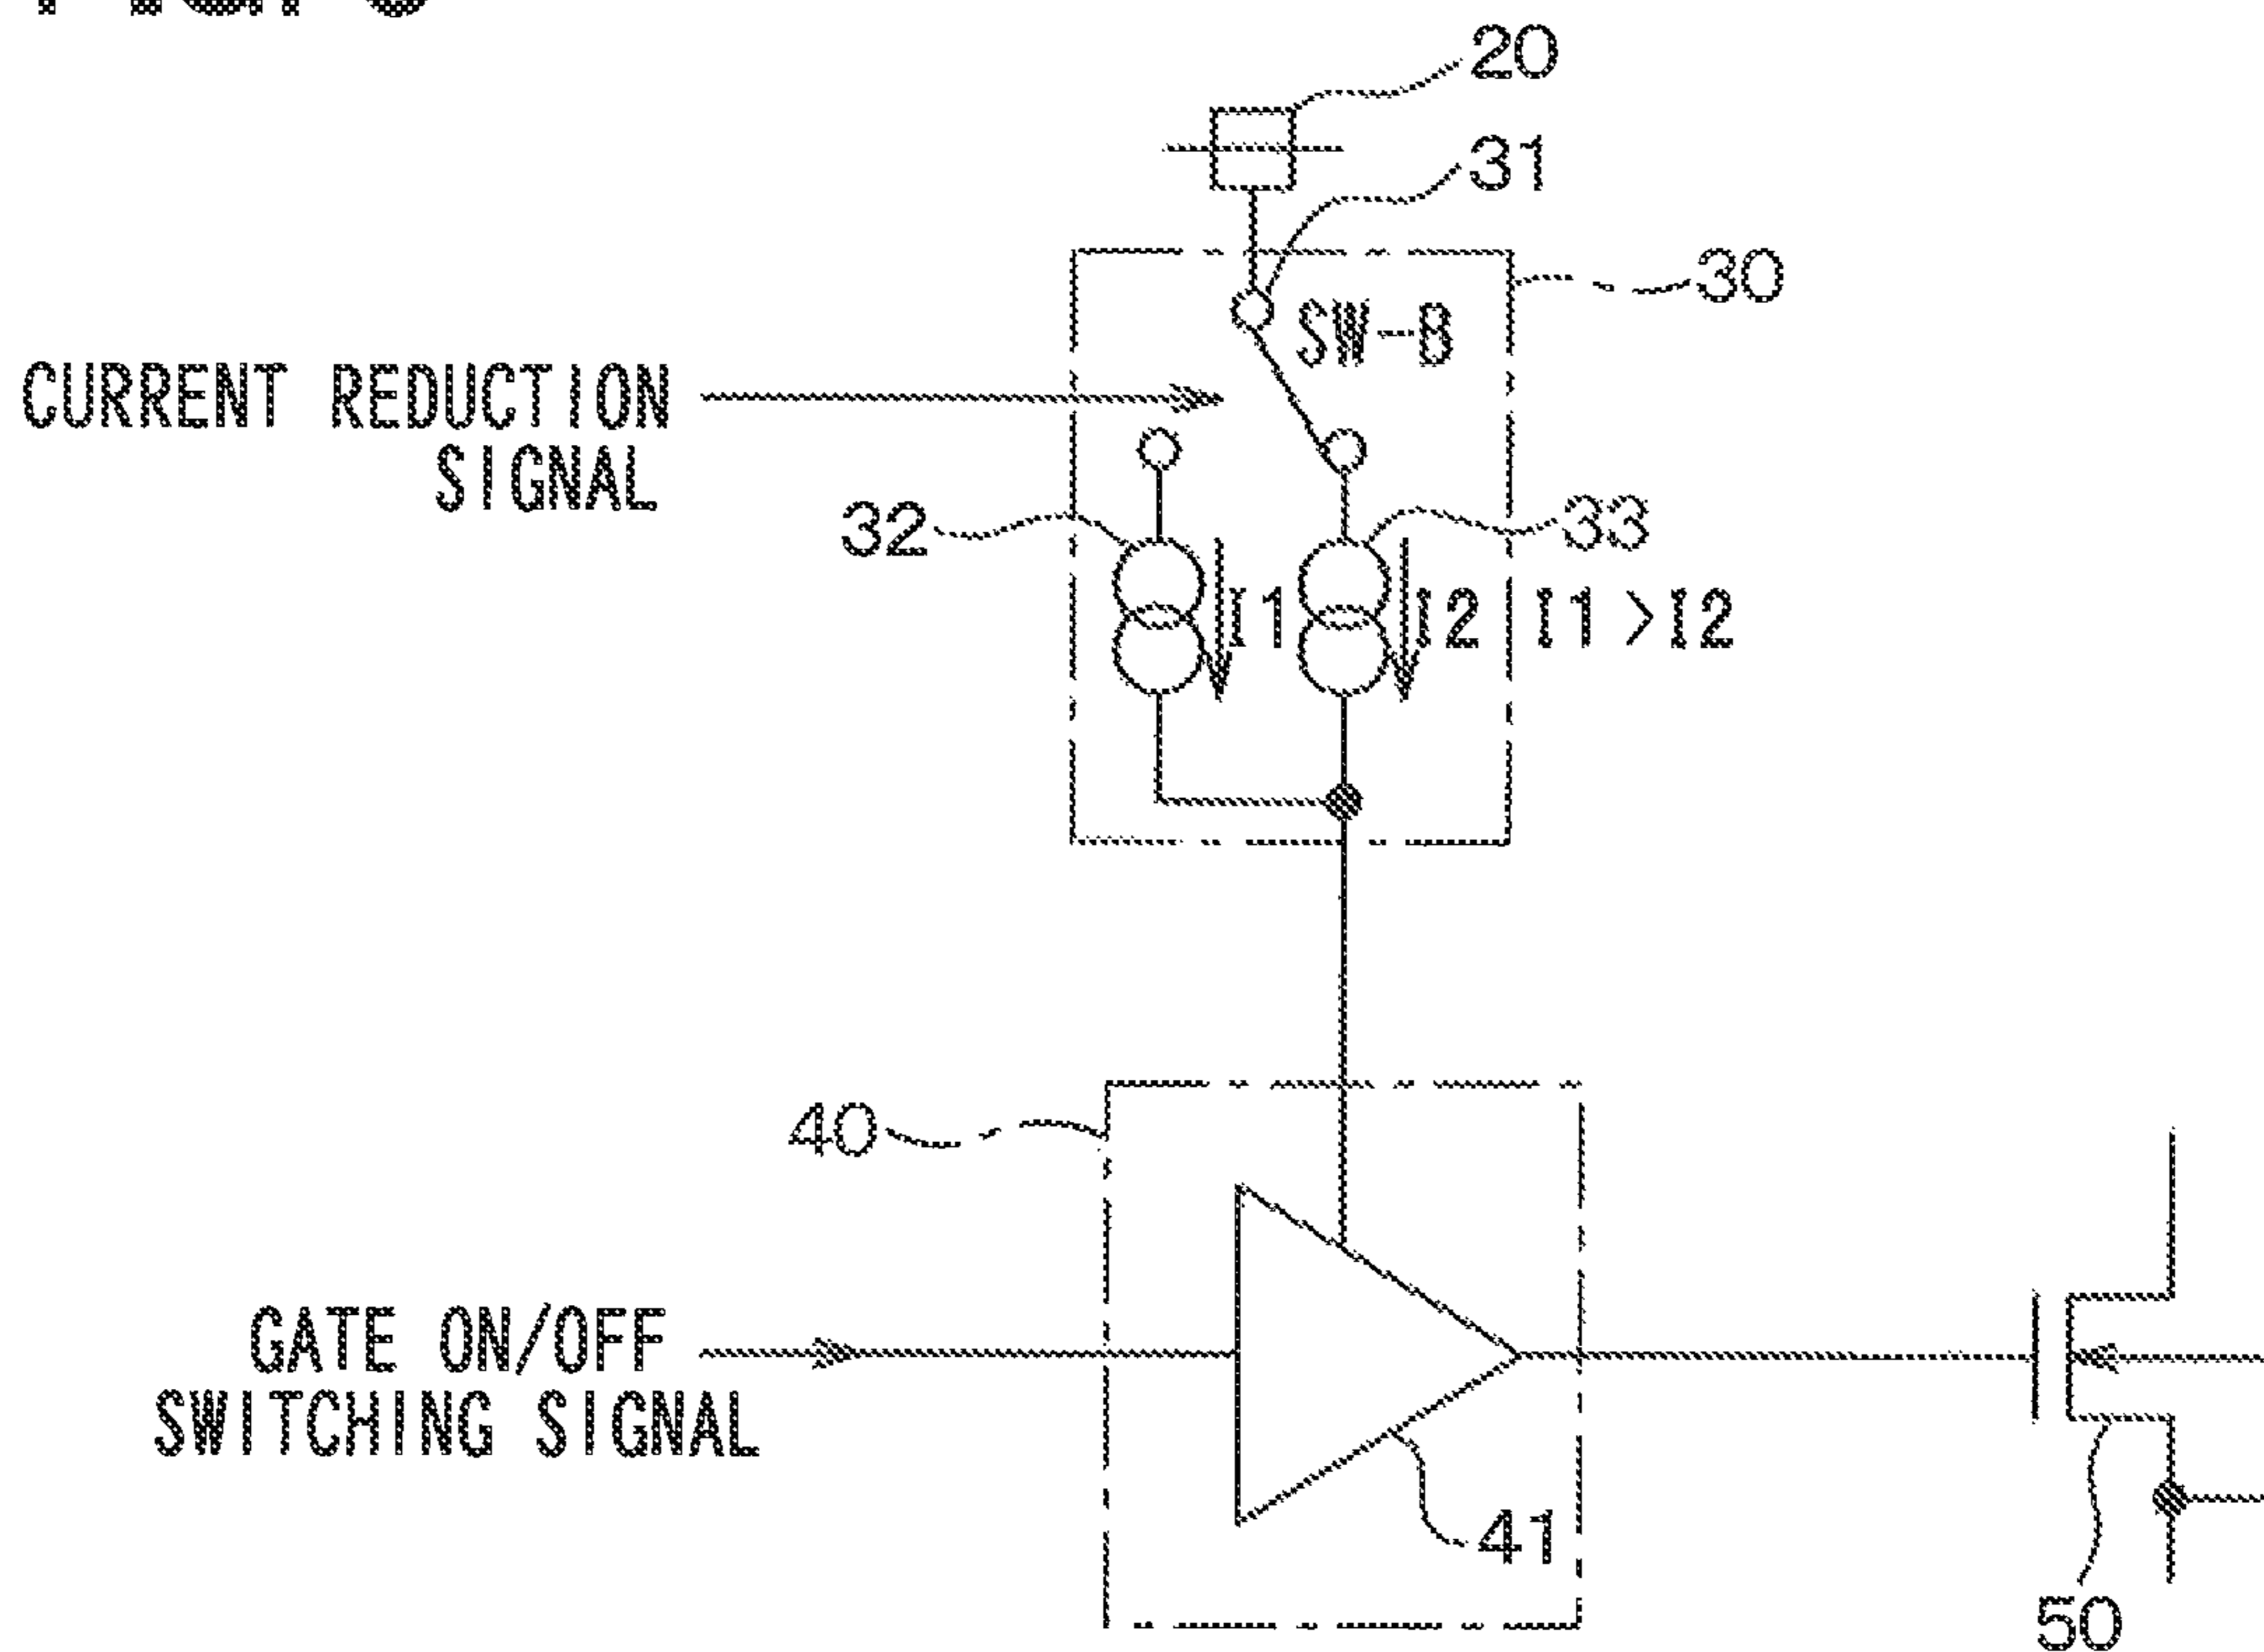 20
31
30
SW-B
CURRENT REDUCTION
SIGNAL
32
33
I1
I2
I1>I2
40
GATE ON/OFF
SWITCHING SIGNAL
41
50